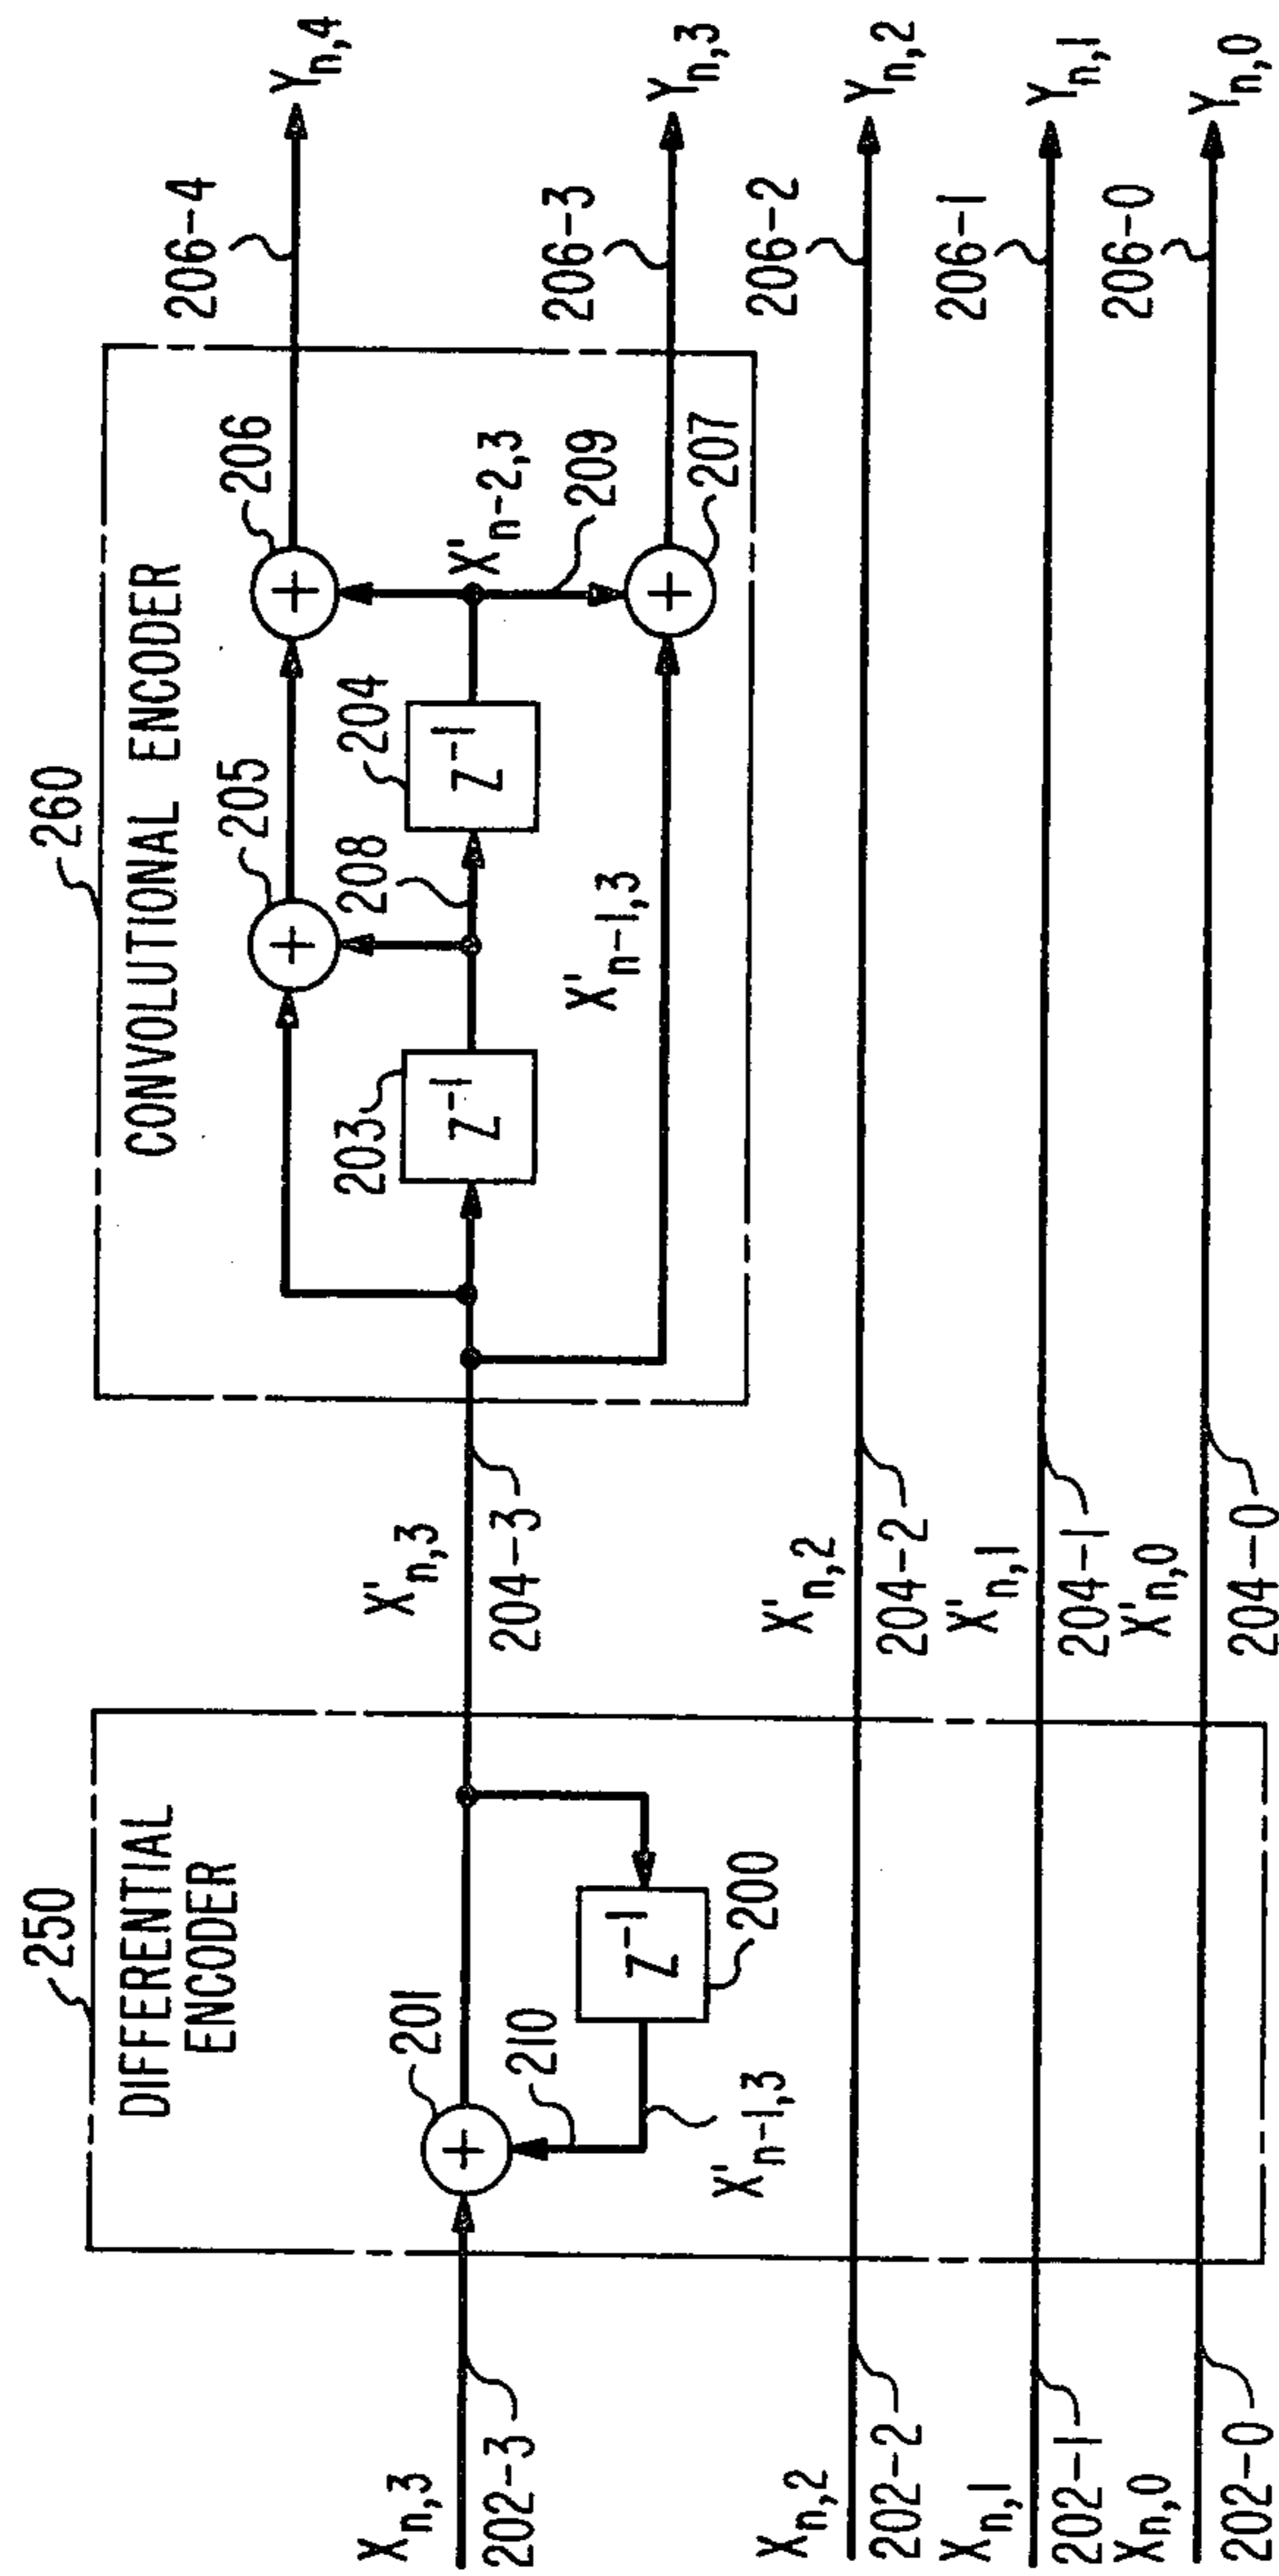 250
DIFFERENTIAL
ENCODER
260
CONVOLUTIONAL ENCODER
X_{n,3}
202-3
201
+
210
Z^{-1}
200
X'_{n-1,3}
X'_{n,3}
204-3
203
Z^{-1}
205
+
208
204
Z^{-1}
206
+
X'_{n-2,3}
209
X'_{n-1,3}
+
207
206-4
Y_{n,4}
206-3
Y_{n,3}
X_{n,2}
202-2
X'_{n,2}
204-2
206-2
Y_{n,2}
X_{n,1}
202-1
X'_{n,1}
204-1
206-1
Y_{n,1}
X_{n,0}
202-0
X'_{n,0}
204-0
206-0
Y_{n,0}